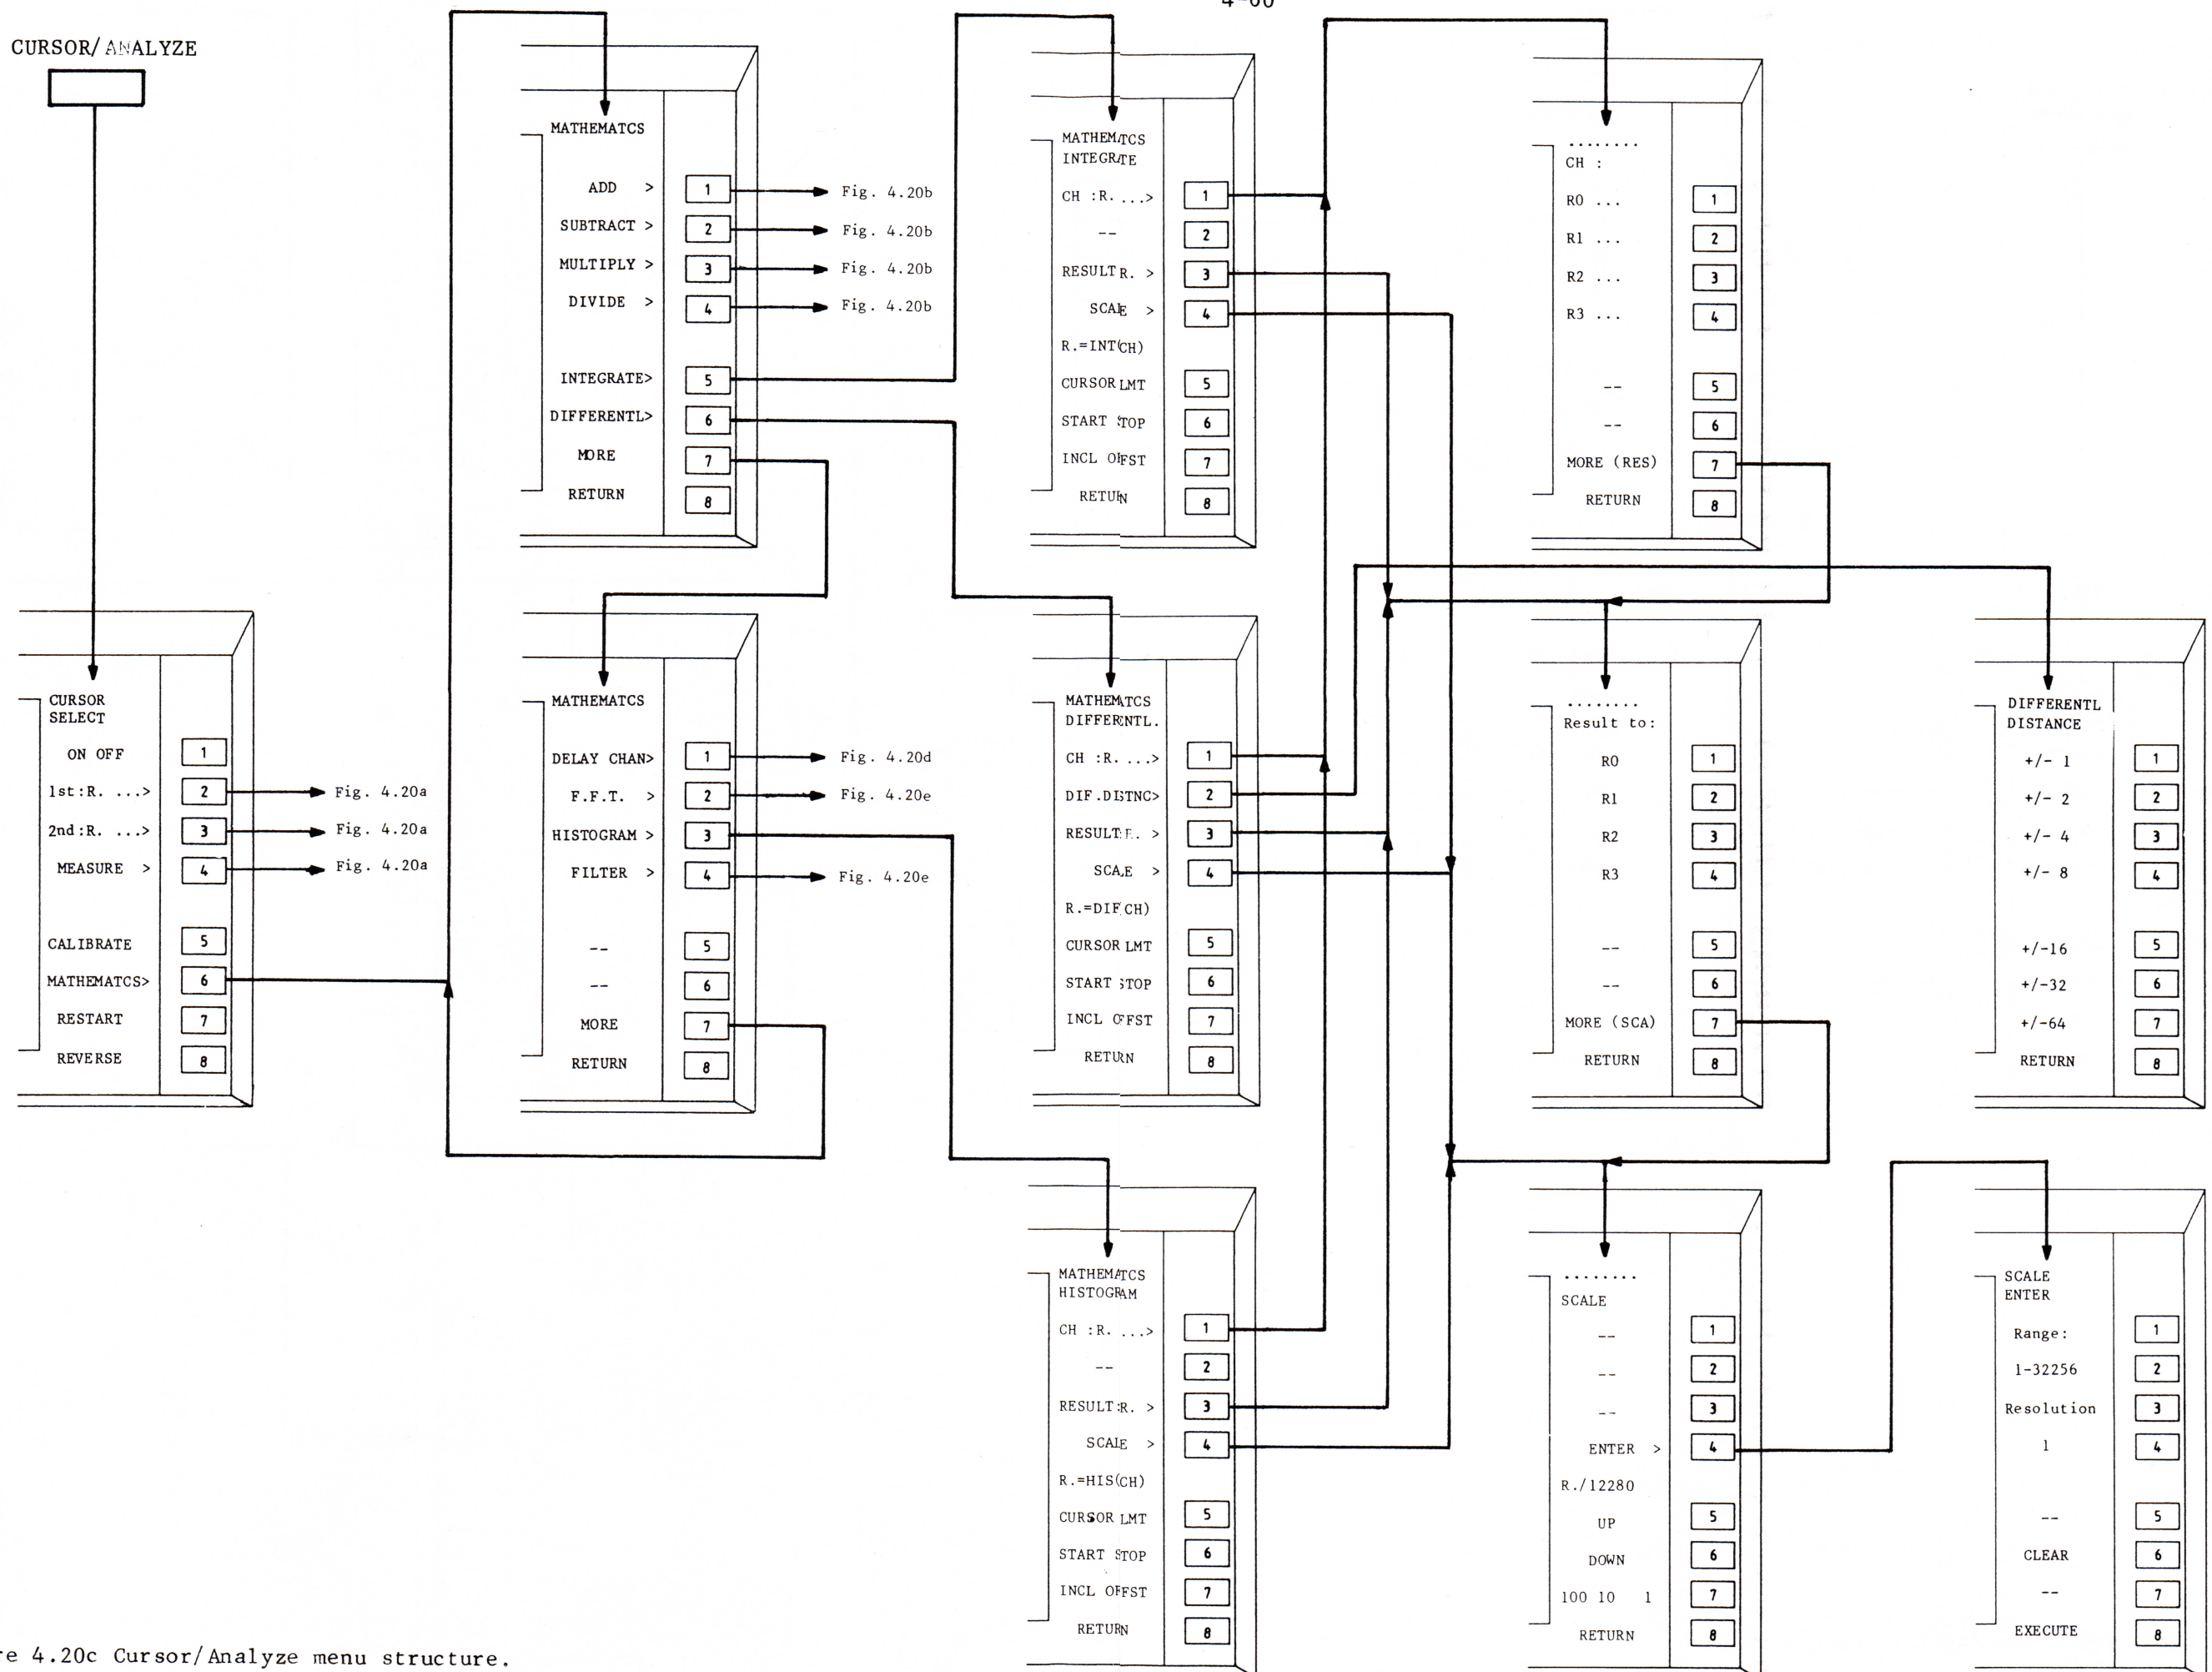 4-60
CURSOR/ANALYZE
CURSOR
SELECT
ON OFF 1
1st:R. ...> 2 Fig. 4.20a
2nd:R. ...> 3 Fig. 4.20a
MEASURE > 4 Fig. 4.20a
CALIBRATE 5
MATHEMATCS> 6
RESTART 7
REVERSE 8
MATHEMATCS
ADD > 1 Fig. 4.20b
SUBTRACT > 2 Fig. 4.20b
MULTIPLY > 3 Fig. 4.20b
DIVIDE > 4 Fig. 4.20b
INTEGRATE> 5
DIFFERENTL> 6
MORE 7
RETURN 8
MATHEMATCS
DELAY CHAN> 1 Fig. 4.20d
F.F.T. > 2 Fig. 4.20e
HISTOGRAM > 3
FILTER > 4 Fig. 4.20e
-- 5
-- 6
MORE 7
RETURN 8
MATHEMATCS
INTEGRATE
CH :R. ...> 1
-- 2
RESULT R. > 3
SCALE > 4
R.=INT(CH)
CURSOR LMT 5
START STOP 6
INCL OFFST 7
RETURN 8
MATHEMATCS
DIFFERENTL.
CH :R. ...> 1
DIF.DISTNC> 2
RESULT:R. > 3
SCALE > 4
R.=DIF(CH)
CURSOR LMT 5
START STOP 6
INCL OFFST 7
RETURN 8
MATHEMATCS
HISTOGRAM
CH :R. ...> 1
-- 2
RESULT:R. > 3
SCALE > 4
R.=HIS(CH)
CURSOR LMT 5
START STOP 6
INCL OFFST 7
RETURN 8
........
CH :
R0 ... 1
R1 ... 2
R2 ... 3
R3 ... 4
-- 5
-- 6
MORE (RES) 7
RETURN 8
........
Result to:
R0 1
R1 2
R2 3
R3 4
-- 5
-- 6
MORE (SCA) 7
RETURN 8
........
SCALE
-- 1
-- 2
-- 3
ENTER > 4
R./12280
UP 5
DOWN 6
100 10 1 7
RETURN 8
DIFFERENTL
DISTANCE
+/- 1 1
+/- 2 2
+/- 4 3
+/- 8 4
+/-16 5
+/-32 6
+/-64 7
RETURN 8
SCALE
ENTER
Range: 1
1-32256 2
Resolution 3
1 4
-- 5
CLEAR 6
-- 7
EXECUTE 8
re 4.20c Cursor/Analyze menu structure.